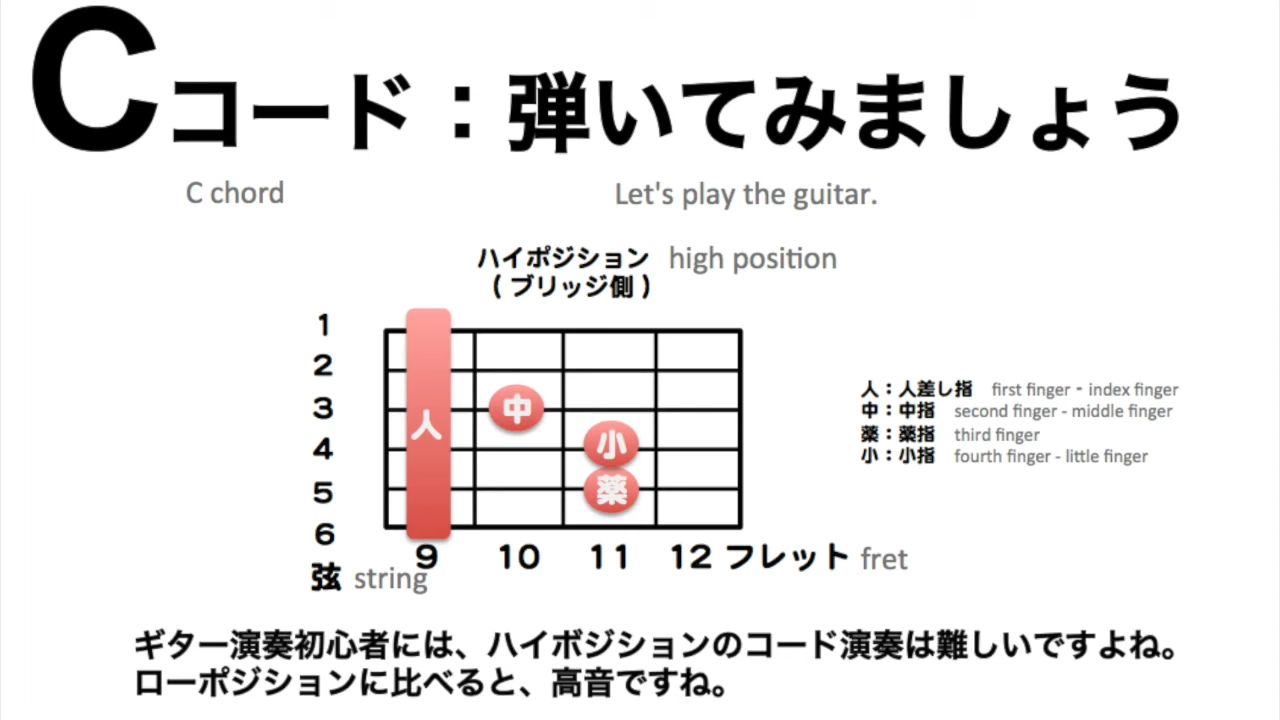 Cコード：弾いてみましょう
C chord Let's play the guitar.
ハイポジション high position
( ブリッジ側 )
1
2
3
4
5
6
人
中
小
薬
人：人差し指 first finger - index finger
中：中指 second finger - middle finger
薬：薬指 third finger
小：小指 fourth finger - little finger
9 10 11 12 フレット fret
弦 string
ギター演奏初心者には、ハイボジションのコード演奏は難しいですよね。
ローポジションに比べると、高音ですね。